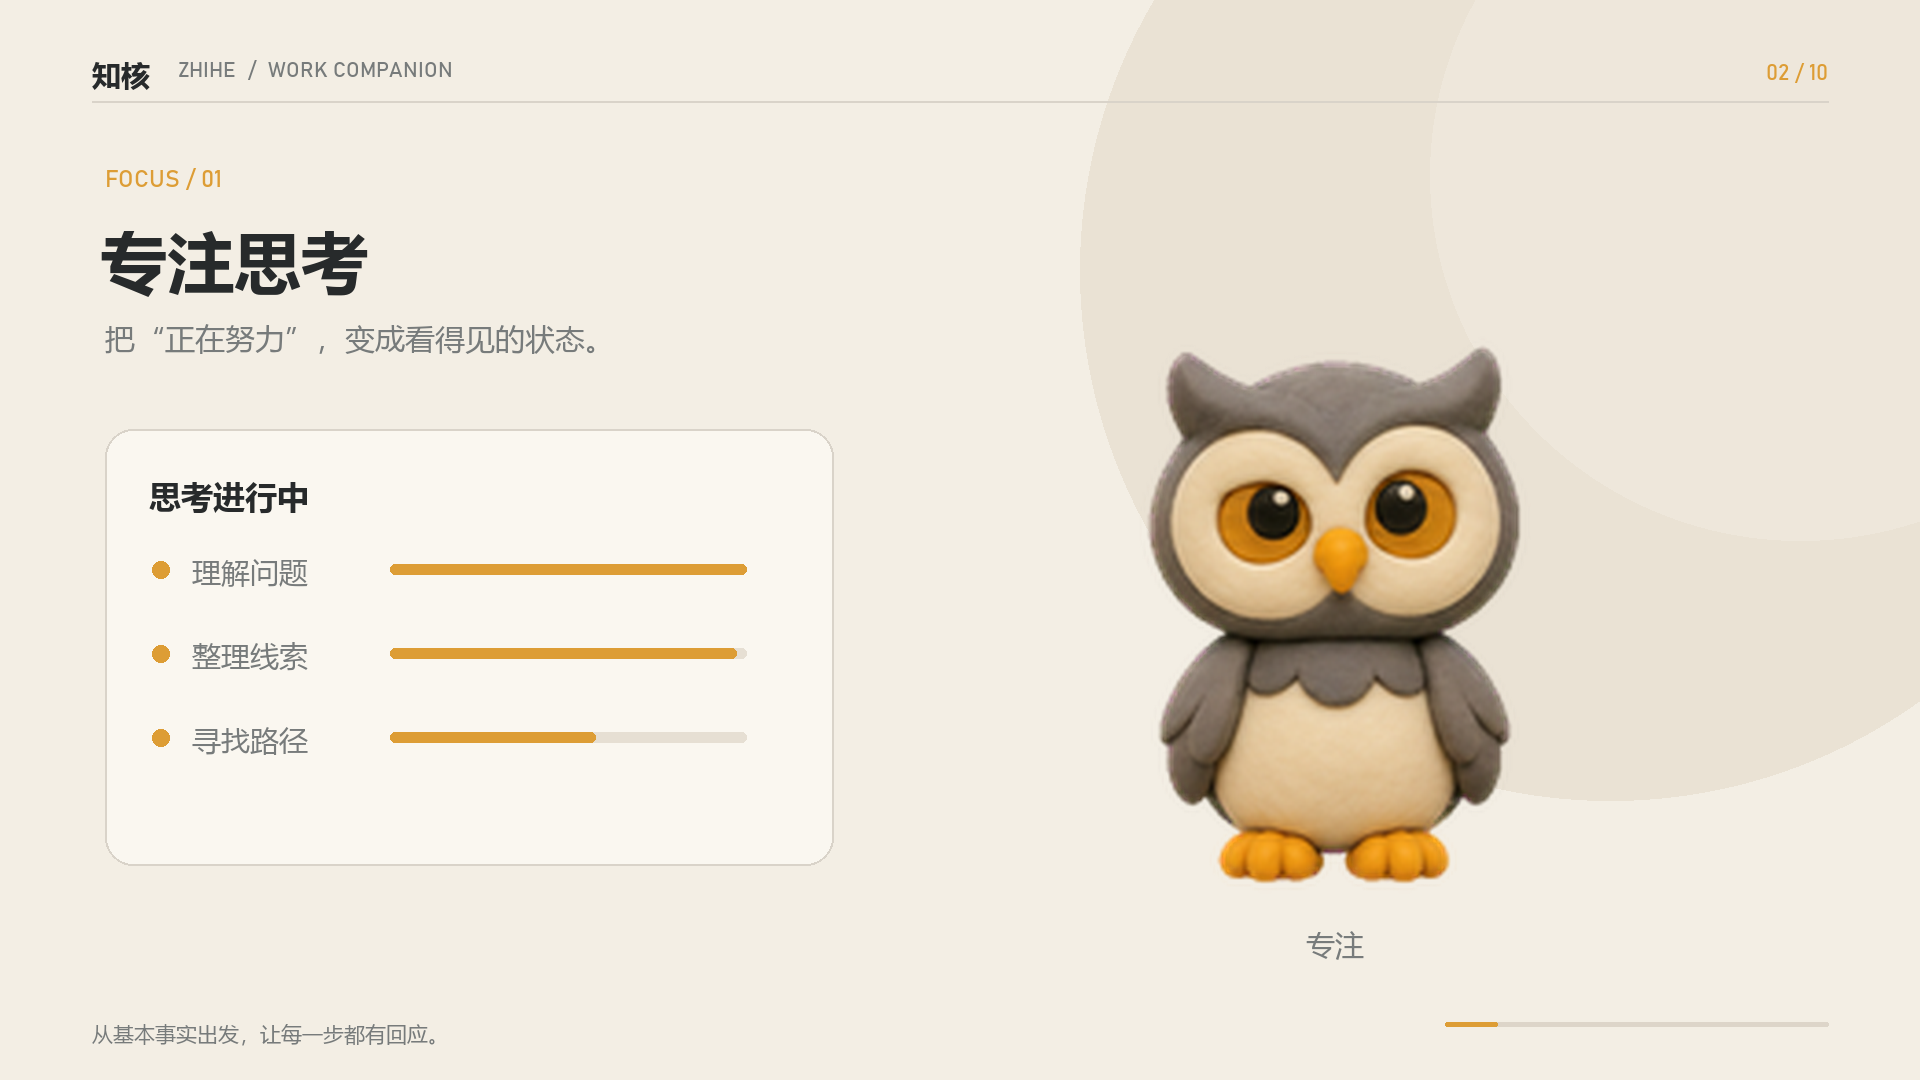 知核 ZHIHE / WORK COMPANION
02 / 10
FOCUS / 01
专注思考
把“正在努力”，变成看得见的状态。
思考进行中
理解问题
整理线索
寻找路径
专注
从基本事实出发，让每一步都有回应。